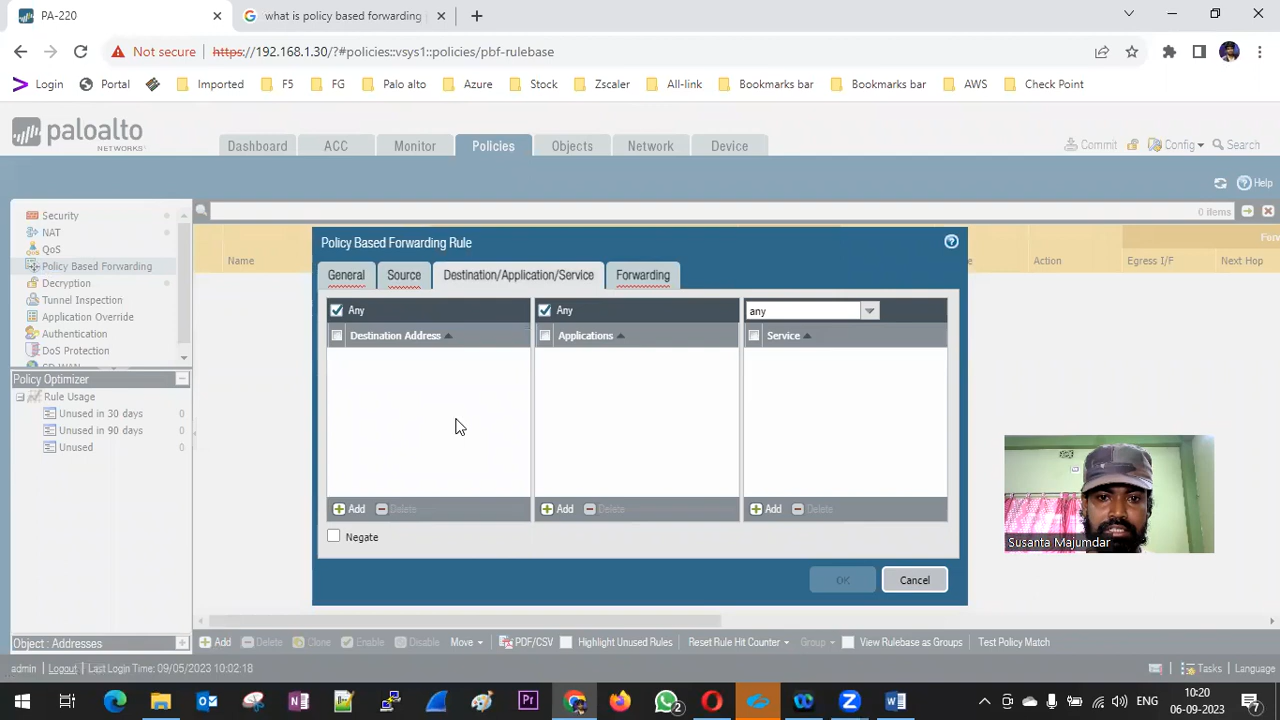 PA-220
what is policy based forwarding
Not secure
https://192.168.1.30/?#policies::vsys1::policies/pbf-rulebase
Login
Portal
Imported
F5
FG
Palo alto
Azure
Stock
Zscaler
All-link
Bookmarks bar
Bookmarks bar
AWS
Check Point
paloalto
NETWORKS
Dashboard
ACC
Monitor
Policies
Objects
Network
Device
Commit
Config
Search
Help
Security
NAT
QoS
Policy Based Forwarding
Decryption
Tunnel Inspection
Application Override
Authentication
DoS Protection
SD-WAN
0 items
Name
Action
Egress I/F
Next Hop
Policy Based Forwarding Rule
General
Source
Destination/Application/Service
Forwarding
Any
Any
any
Destination Address
Applications
Service
Add
Delete
Add
Delete
Add
Delete
Negate
OK
Cancel
Policy Optimizer
Rule Usage
Unused in 30 days
0
Unused in 90 days
0
Unused
0
Susanta Majumdar
Object : Addresses
Add
Delete
Clone
Enable
Disable
Move
PDF/CSV
Highlight Unused Rules
Reset Rule Hit Counter
Group
View Rulebase as Groups
Test Policy Match
admin
Logout
Last Login Time: 09/05/2023 10:02:18
Tasks
Language
Pr
2
W
ENG
10:20
06-09-2023
7